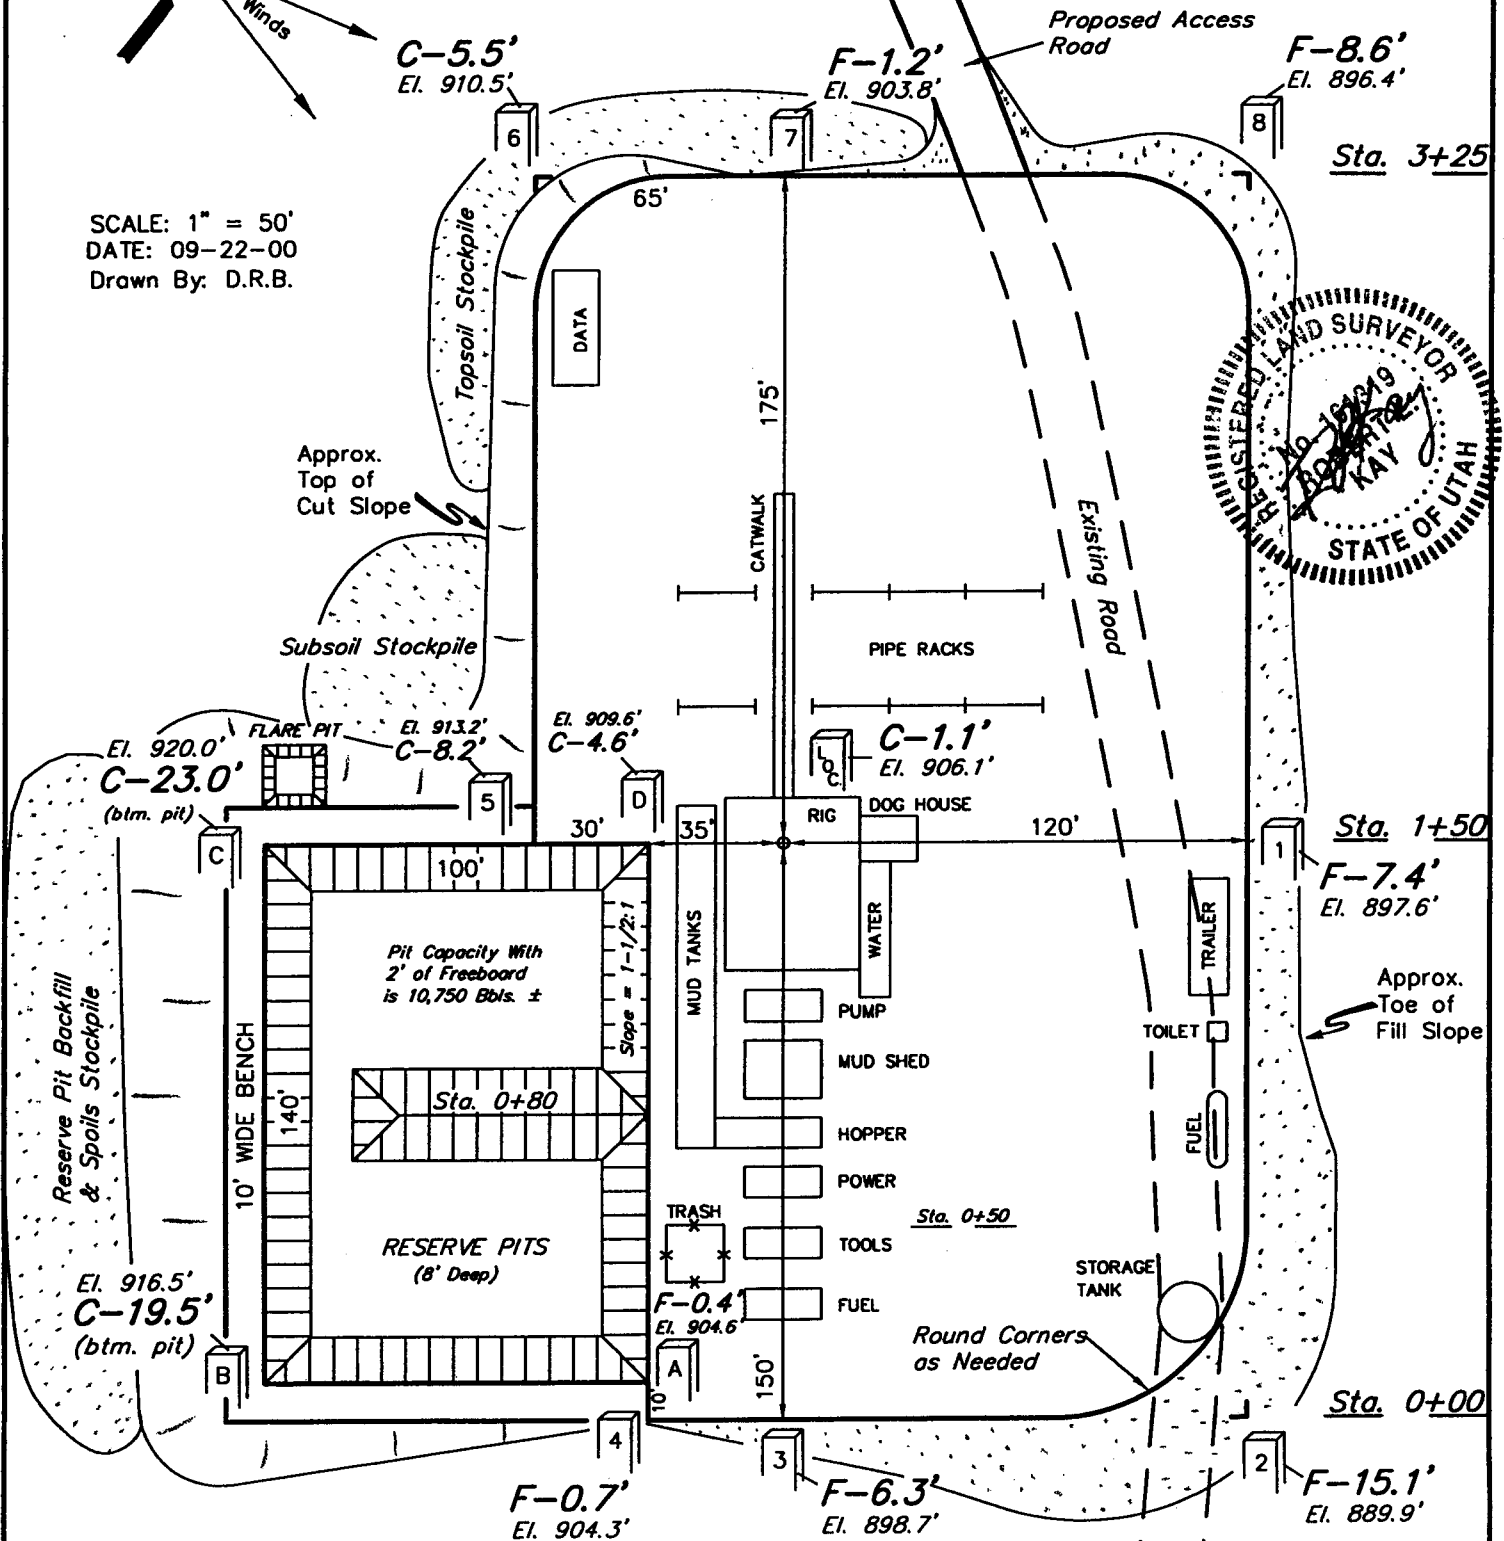 Winds
Proposed Access
Road
C-5.5'
El. 910.5'
F-1.2'
El. 903.8'
F-8.6'
El. 896.4'
6
7
8
Sta. 3+25
65'
SCALE: 1" = 50'
DATE: 09-22-00
Drawn By: D.R.B.
Topsoil Stockpile
DATA
175'
REGISTERED LAND SURVEYOR
KAY
STATE OF UTAH
Approx.
Top of
Cut Slope
CATWALK
Existing Road
Subsoil Stockpile
PIPE RACKS
FLARE PIT
El. 920.0'
C-23.0'
(btm. pit)
El. 913.2'
C-8.2'
El. 909.6'
C-4.6'
LOC.
C-1.1'
El. 906.1'
5
D
C
RIG
DOG HOUSE
30'
35'
120'
Sta. 1+50
1
F-7.4'
El. 897.6'
100'
Pit Capacity With
2' of Freeboard
is 10,750 Bbls. ±
Slope = 1-1/2:1
MUD TANKS
WATER
TRAILER
Approx.
Toe of
Fill Slope
PUMP
TOILET
MUD SHED
Reserve Pit Backfill
& Spoils Stockpile
10' WIDE BENCH
140'
Sta. 0+80
HOPPER
FUEL
POWER
TRASH
Sta. 0+50
TOOLS
RESERVE PITS
(8' Deep)
STORAGE
TANK
El. 916.5'
C-19.5'
(btm. pit)
B
F-0.4'
El. 904.6'
A
FUEL
Round Corners
as Needed
10'
150'
Sta. 0+00
4
3
2
F-0.7'
El. 904.3'
F-6.3'
El. 898.7'
F-15.1'
El. 889.9'